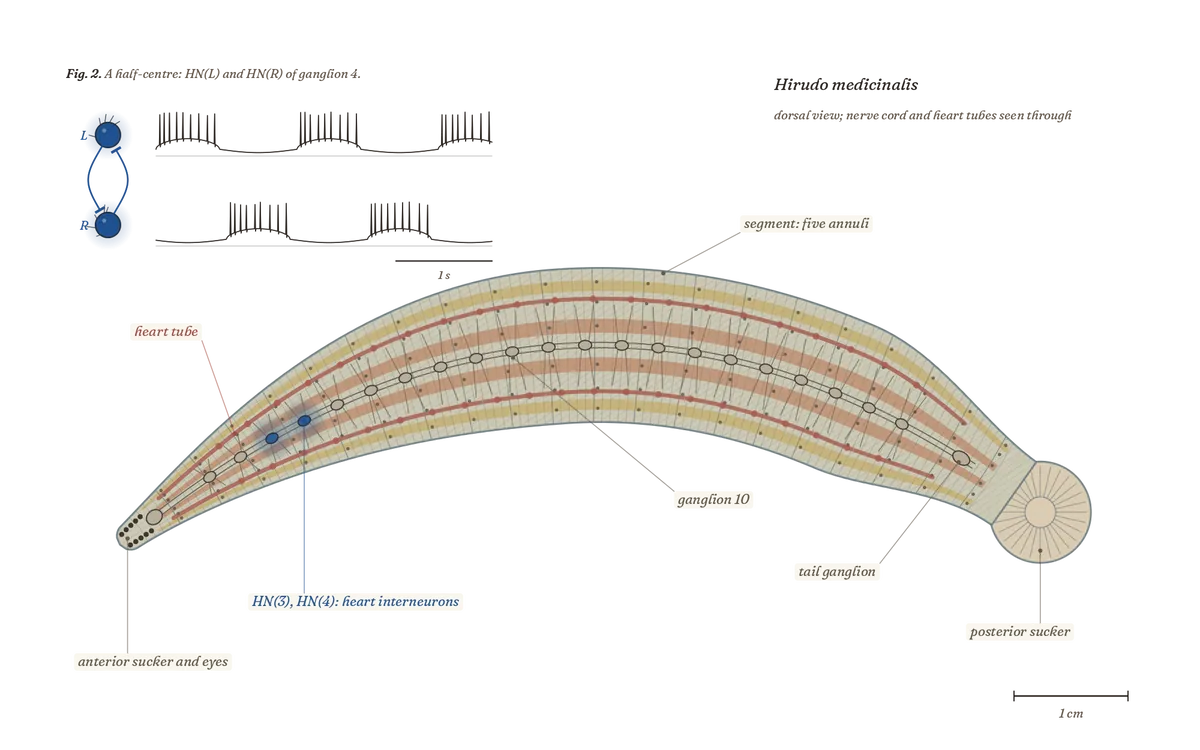 Fig. 2. A half-centre: HN(L) and HN(R) of ganglion 4.
Hirudo medicinalis
dorsal view; nerve cord and heart tubes seen through
L
R
1 s
segment: five annuli
heart tube
ganglion 10
tail ganglion
HN(3), HN(4): heart interneurons
posterior sucker
anterior sucker and eyes
1 cm